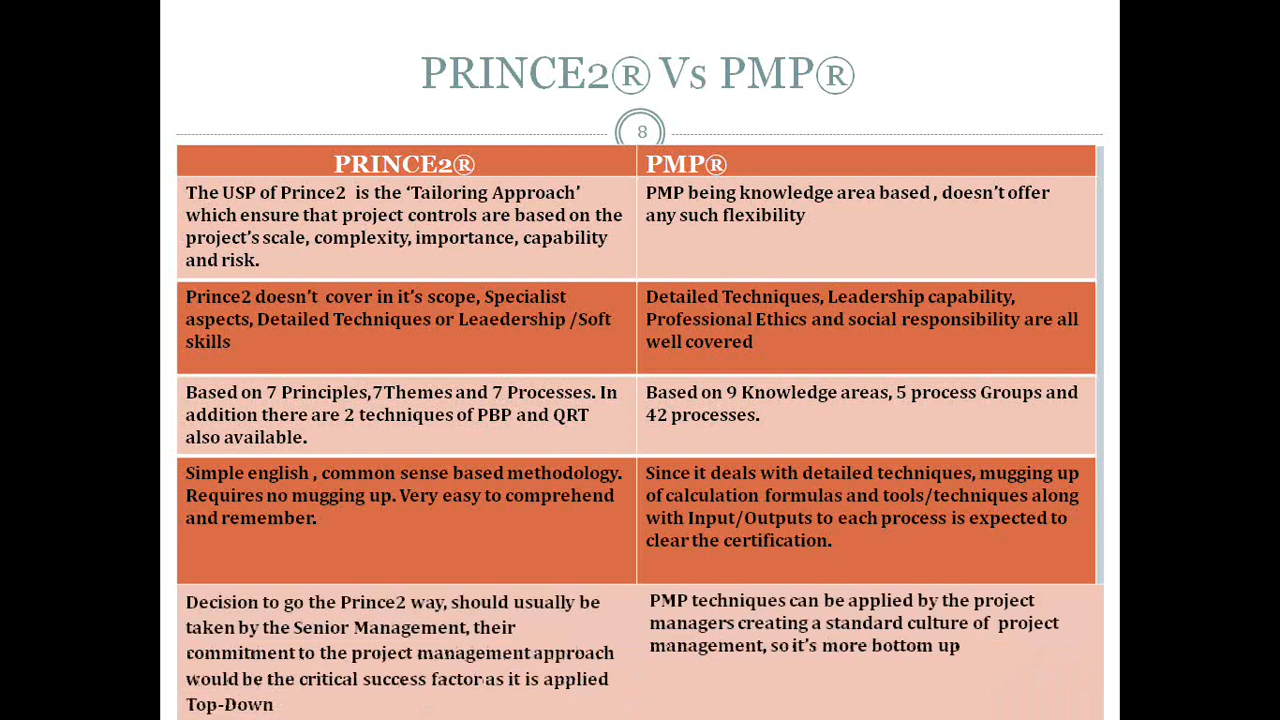 PRINCE2® Vs PMP®
8
PRINCE2®
PMP®
The USP of Prince2 is the ‘Tailoring Approach’
which ensure that project controls are based on the
project’s scale, complexity, importance, capability
and risk.
PMP being knowledge area based , doesn’t offer
any such flexibility
Prince2 doesn’t cover in it’s scope, Specialist
aspects, Detailed Techniques or Leaedership /Soft
skills
Detailed Techniques, Leadership capability,
Professional Ethics and social responsibility are all
well covered
Based on 7 Principles,7Themes and 7 Processes. In
addition there are 2 techniques of PBP and QRT
also available.
Based on 9 Knowledge areas, 5 process Groups and
42 processes.
Simple english , common sense based methodology.
Requires no mugging up. Very easy to comprehend
and remember.
Since it deals with detailed techniques, mugging up
of calculation formulas and tools/techniques along
with Input/Outputs to each process is expected to
clear the certification.
Decision to go the Prince2 way, should usually be
taken by the Senior Management, their
commitment to the project management approach
would be the critical success factor as it is applied
Top-Down
PMP techniques can be applied by the project
managers creating a standard culture of project
management, so it’s more bottom up